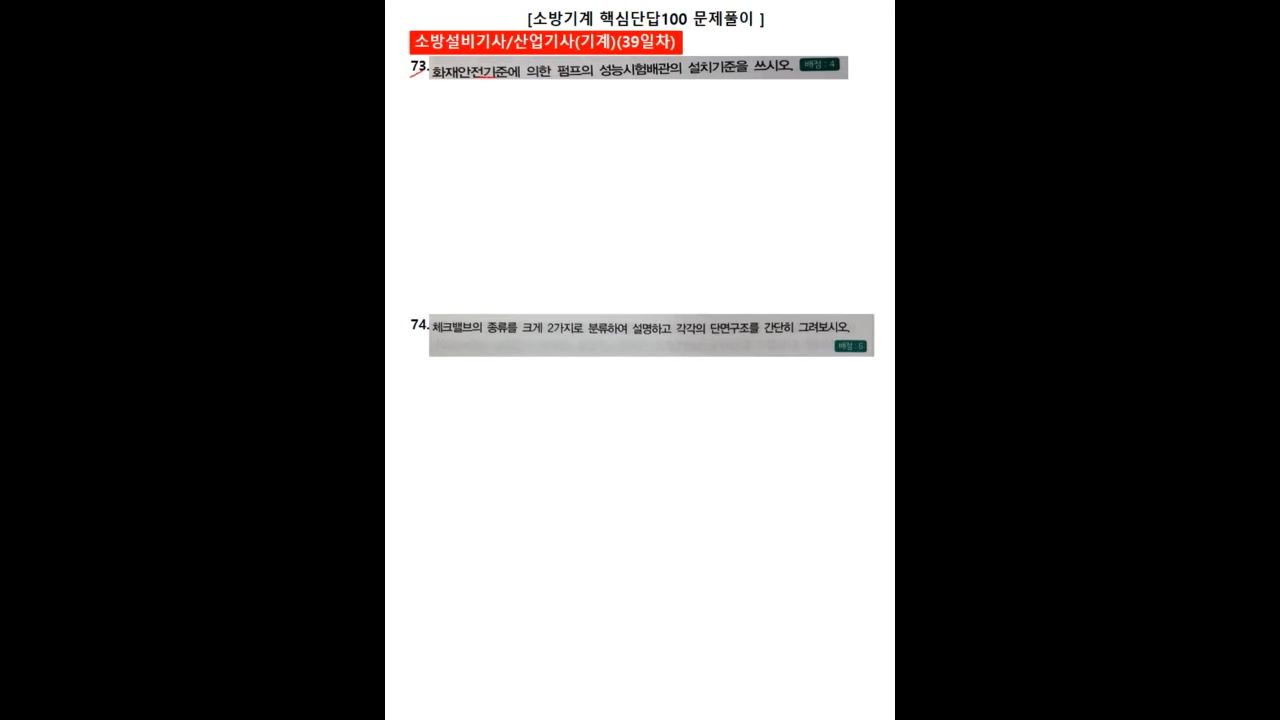 [소방기계 핵심단답100 문제풀이 ]
소방설비기사/산업기사(기계)(39일차)
73. 화재안전기준에 의한 펌프의 성능시험배관의 설치기준을 쓰시오. 배점 : 4
74. 체크밸브의 종류를 크게 2가지로 분류하여 설명하고 각각의 단면구조를 간단히 그려보시오.
배점 : 6